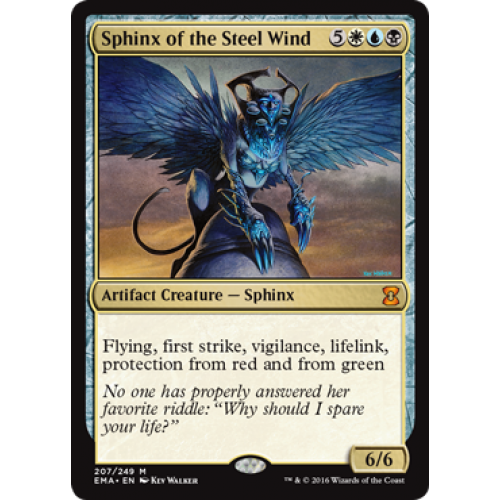 Sphinx of the Steel Wind 5
Artifact Creature — Sphinx
Flying, first strike, vigilance, lifelink,
protection from red and from green
No one has properly answered her
favorite riddle: “Why should I spare
your life?”
6/6
207/249 M
EMA • EN Kev Walker
™ & © 2016 Wizards of the Coast